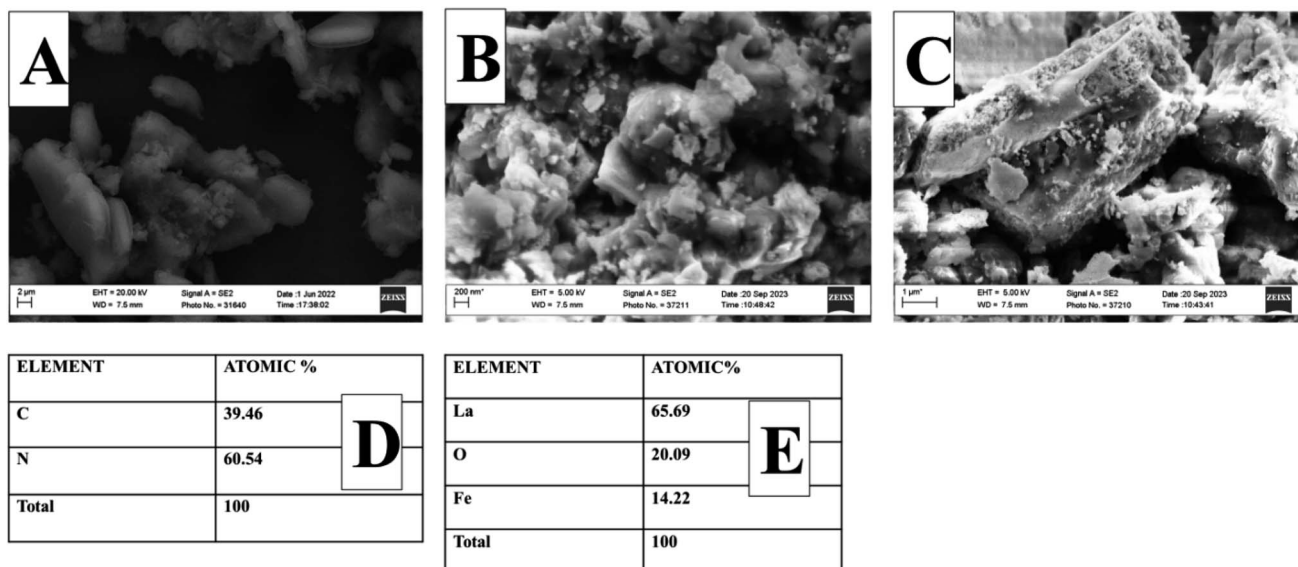 A
B
C
2 µm
EHT = 20.00 kV
WD = 7.5 mm
Signal A = SE2
Photo No. = 31640
Date :1 Jun 2022
Time :17:38:02
ZEISS
200 nm*
EHT = 5.00 kV
WD = 7.5 mm
Signal A = SE2
Photo No. = 37211
Date :20 Sep 2023
Time :10:48:42
ZEISS
1 µm*
EHT = 5.00 kV
WD = 7.5 mm
Signal A = SE2
Photo No. = 37210
Date :20 Sep 2023
Time :10:43:41
ZEISS
ELEMENT ATOMIC %
C 39.46
N 60.54
Total 100
D
ELEMENT ATOMIC%
La 65.69
O 20.09
Fe 14.22
Total 100
E